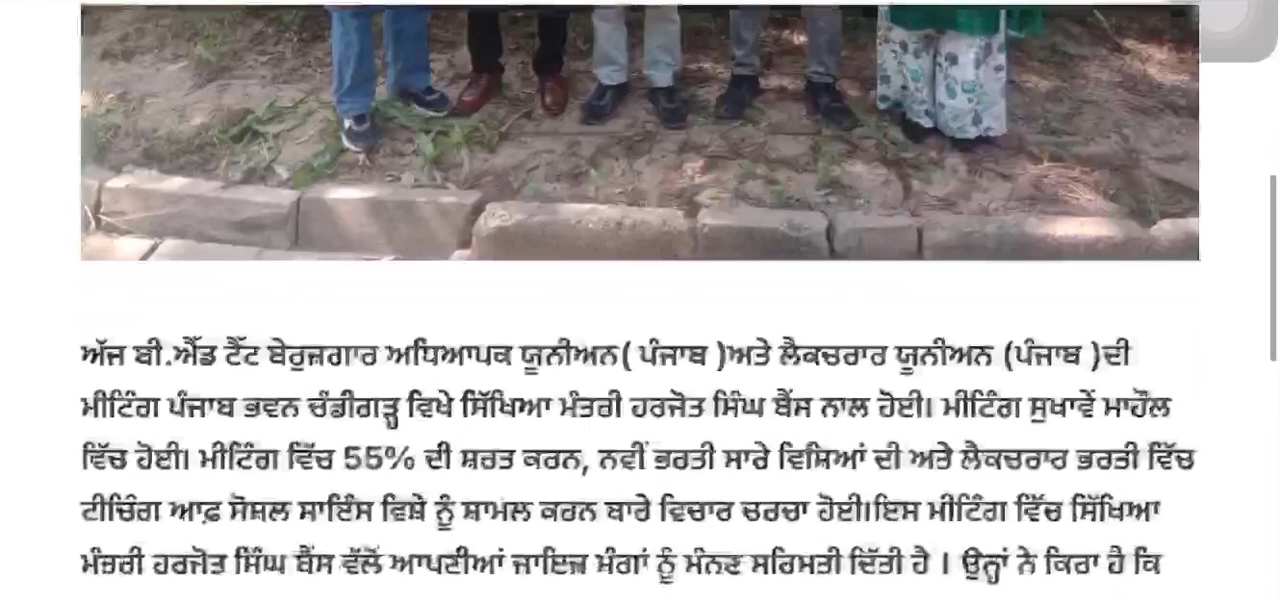 ਅੱਜ ਬੀ.ਐੱਡ ਟੈੱਟ ਬੇਰੁਜ਼ਗਾਰ ਅਧਿਆਪਕ ਯੂਨੀਅਨ( ਪੰਜਾਬ )ਅਤੇ ਲੈਕਚਰਾਰ ਯੂਨੀਅਨ (ਪੰਜਾਬ )ਦੀ
ਮੀਟਿੰਗ ਪੰਜਾਬ ਭਵਨ ਚੰਡੀਗੜ੍ਹ ਵਿਖੇ ਸਿੱਖਿਆ ਮੰਤਰੀ ਹਰਜੋਤ ਸਿੰਘ ਬੈਂਸ ਨਾਲ ਹੋਈ। ਮੀਟਿੰਗ ਸੁਖਾਵੇਂ ਮਾਹੌਲ
ਵਿੱਚ ਹੋਈ। ਮੀਟਿੰਗ ਵਿੱਚ 55% ਦੀ ਸ਼ਰਤ ਕਰਨ, ਨਵੀਂ ਭਰਤੀ ਸਾਰੇ ਵਿਸ਼ਿਆਂ ਦੀ ਅਤੇ ਲੈਕਚਰਾਰ ਭਰਤੀ ਵਿੱਚ
ਟੀਚਿੰਗ ਆਫ਼ ਸੋਸ਼ਲ ਸਾਇੰਸ ਵਿਸ਼ੇ ਨੂੰ ਸ਼ਾਮਲ ਕਰਨ ਬਾਰੇ ਵਿਚਾਰ ਚਰਚਾ ਹੋਈ।ਇਸ ਮੀਟਿੰਗ ਵਿੱਚ ਸਿੱਖਿਆ
ਮੰਤਰੀ ਹਰਜੋਤ ਸਿੰਘ ਬੈਂਸ ਵੱਲੋਂ ਆਪਣੀਆਂ ਜਾਇਜ਼ ਮੰਗਾਂ ਨੂੰ ਮੰਨਣ ਸਹਿਮਤੀ ਦਿੱਤੀ ਹੈ । ਉਨ੍ਹਾਂ ਨੇ ਕਿਹਾ ਹੈ ਕਿ